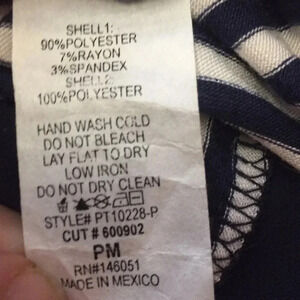 SHELL1:
90%POLYESTER
7%RAYON
3%SPANDEX
SHELL2:
100%POLYESTER
HAND WASH COLD
DO NOT BLEACH
LAY FLAT TO DRY
LOW IRON
DO NOT DRY CLEAN
STYLE# PT10228-P
CUT # 600902
PM
RN#146051
MADE IN MEXICO